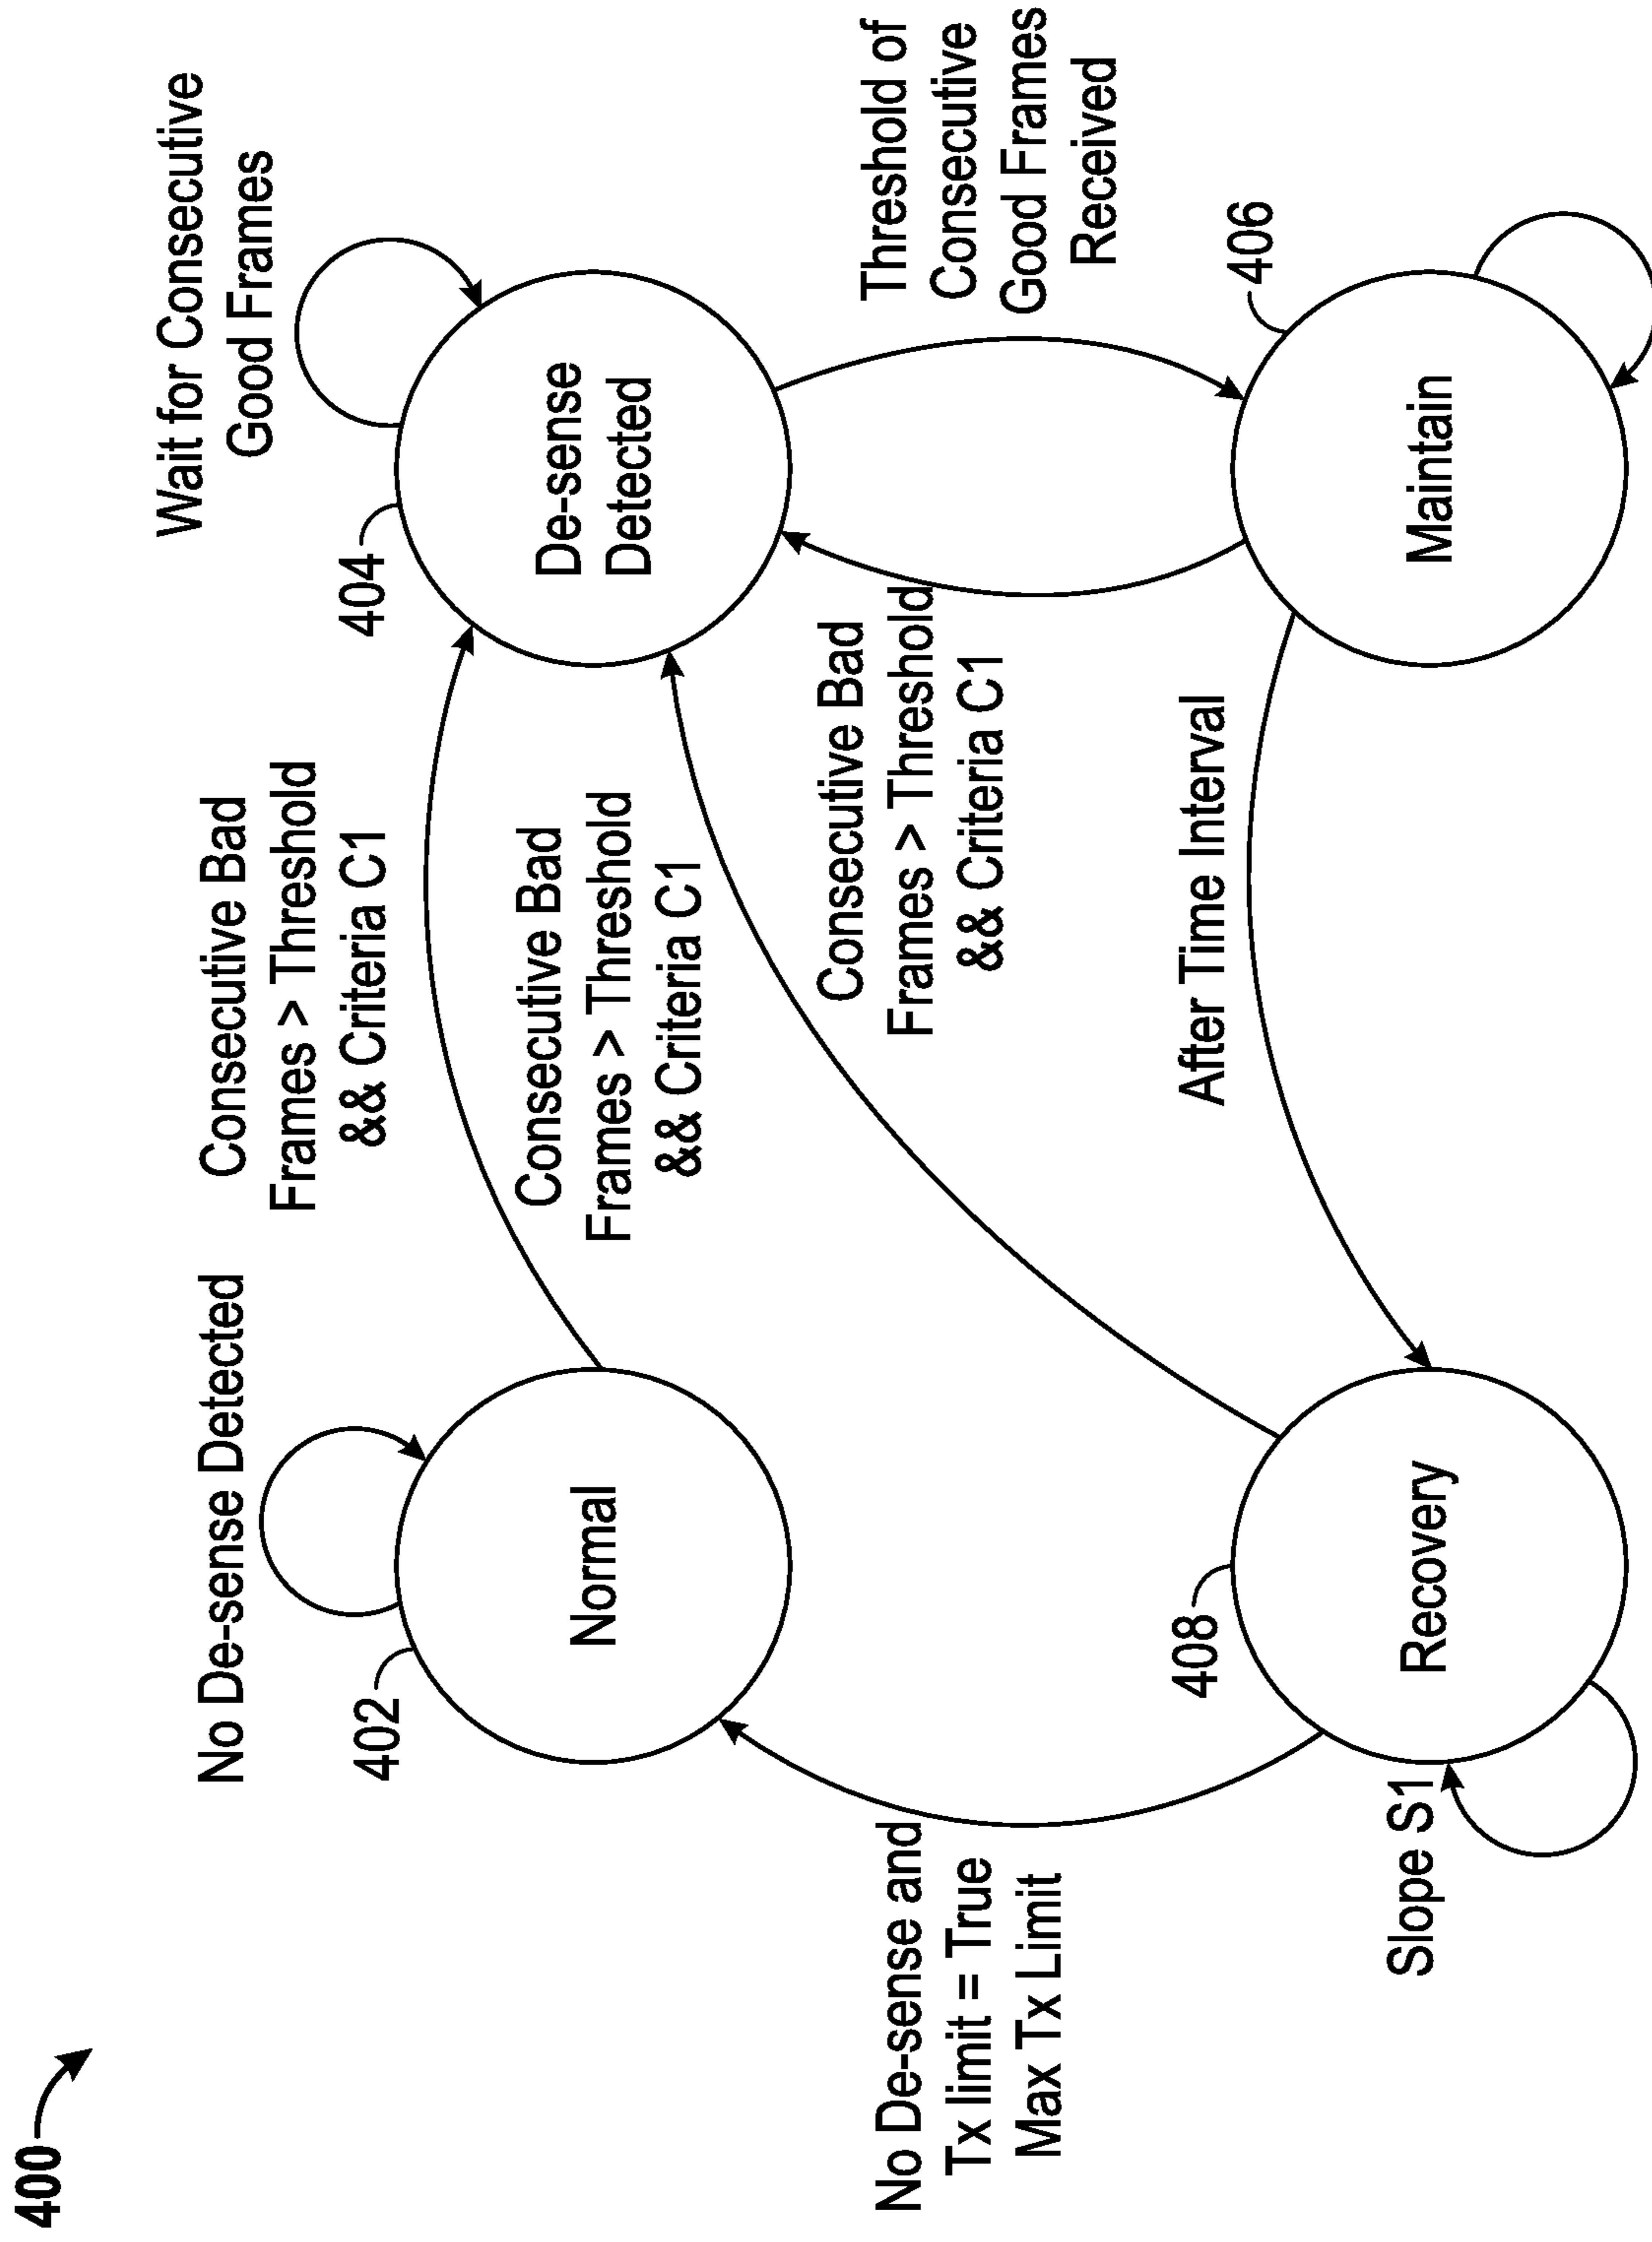 400
No De-sense Detected
402
Normal
Consecutive Bad
Frames > Threshold
&& Criteria C1
Wait for Consecutive
Good Frames
404
De-sense
Detected
Consecutive Bad
Frames > Threshold
&& Criteria C1
No De-sense and
Tx limit = True
Max Tx Limit
Consecutive Bad
Frames > Threshold
&& Criteria C1
Threshold of
Consecutive
Good Frames
Received
After Time Interval
408
Recovery
Slope S1
406
Maintain